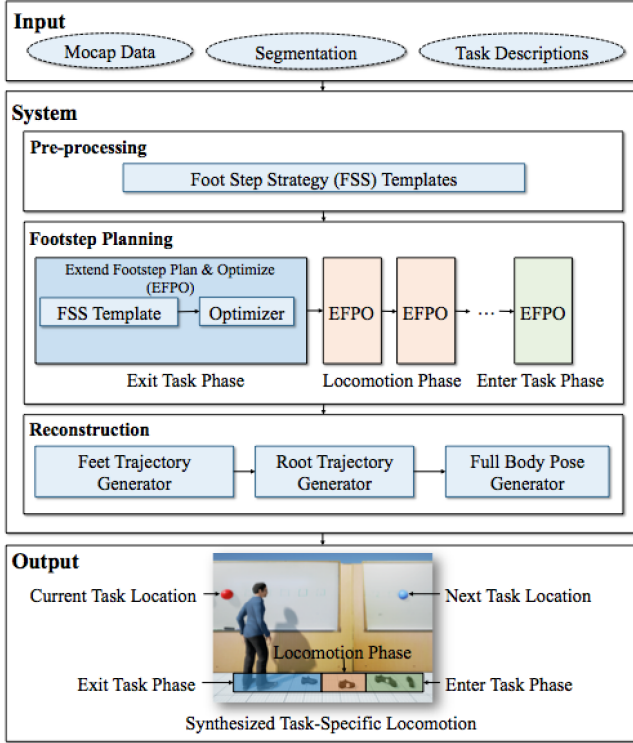 Input
Mocap Data
Segmentation
Task Descriptions
System
Pre-processing
Foot Step Strategy (FSS) Templates
Footstep Planning
Extend Footstep Plan & Optimize
(EFPO)
FSS Template
Optimizer
EFPO
EFPO
...
EFPO
Exit Task Phase
Locomotion Phase
Enter Task Phase
Reconstruction
Feet Trajectory
Generator
Root Trajectory
Generator
Full Body Pose
Generator
Output
Current Task Location
Next Task Location
Locomotion Phase
Exit Task Phase
Enter Task Phase
Synthesized Task-Specific Locomotion